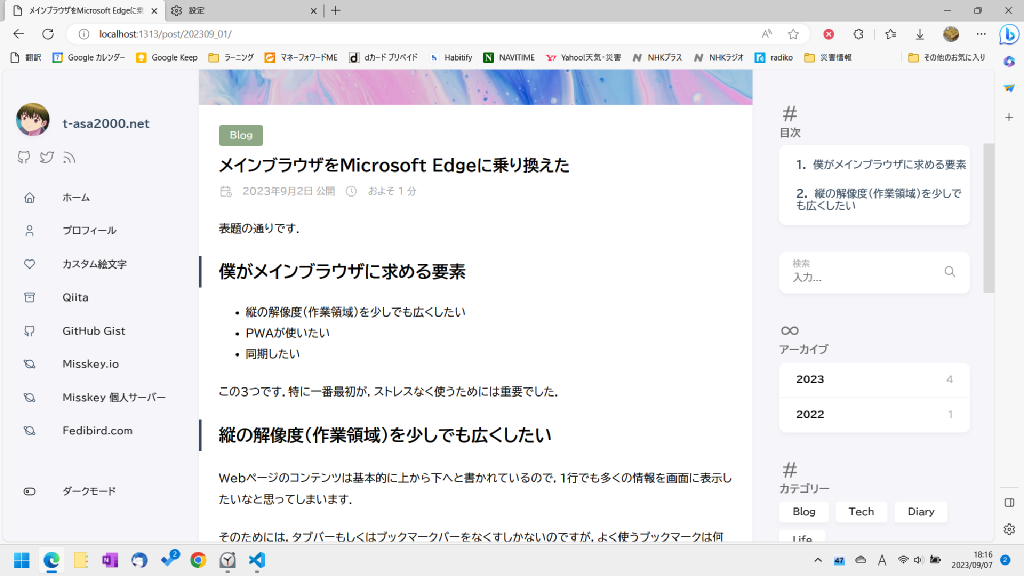 メインブラウザをMicrosoft Edgeに乗り
設定
localhost:1313/post/202309_01/
翻訳 Google カレンダー Google Keep ラーニング マネーフォワードME dカード プリペイド Habitify NAVITIME Yahoo!天気・災害 NHKプラス NHKラジオ radiko 災害情報 その他のお気に入り
t-asa2000.net
ホーム
プロフィール
カスタム絵文字
Qiita
GitHub Gist
Misskey.io
Misskey 個人サーバー
Fedibird.com
ダークモード
Blog
メインブラウザをMicrosoft Edgeに乗り換えた
2023年9月2日 公開 およそ 1 分
表題の通りです.
僕がメインブラウザに求める要素
• 縦の解像度(作業領域)を少しでも広くしたい
• PWAが使いたい
• 同期したい
この3つです. 特に一番最初が, ストレスなく使うためには重要でした.
縦の解像度(作業領域)を少しでも広くしたい
Webページのコンテンツは基本的に上から下へと書かれているので, 1行でも多くの情報を画面に表示し
たいなと思ってしまいます.
そのためには, タブバーもしくはブックマークバーをなくすしかないのですが, よく使うブックマークは何
#
目次
1. 僕がメインブラウザに求める要素
2. 縦の解像度(作業領域)を少しで
も広くしたい
検索
入力...
アーカイブ
2023 4
2022 1
#
カテゴリー
Blog Tech Diary
Life
2
47 A
18:16
2023/09/07
2